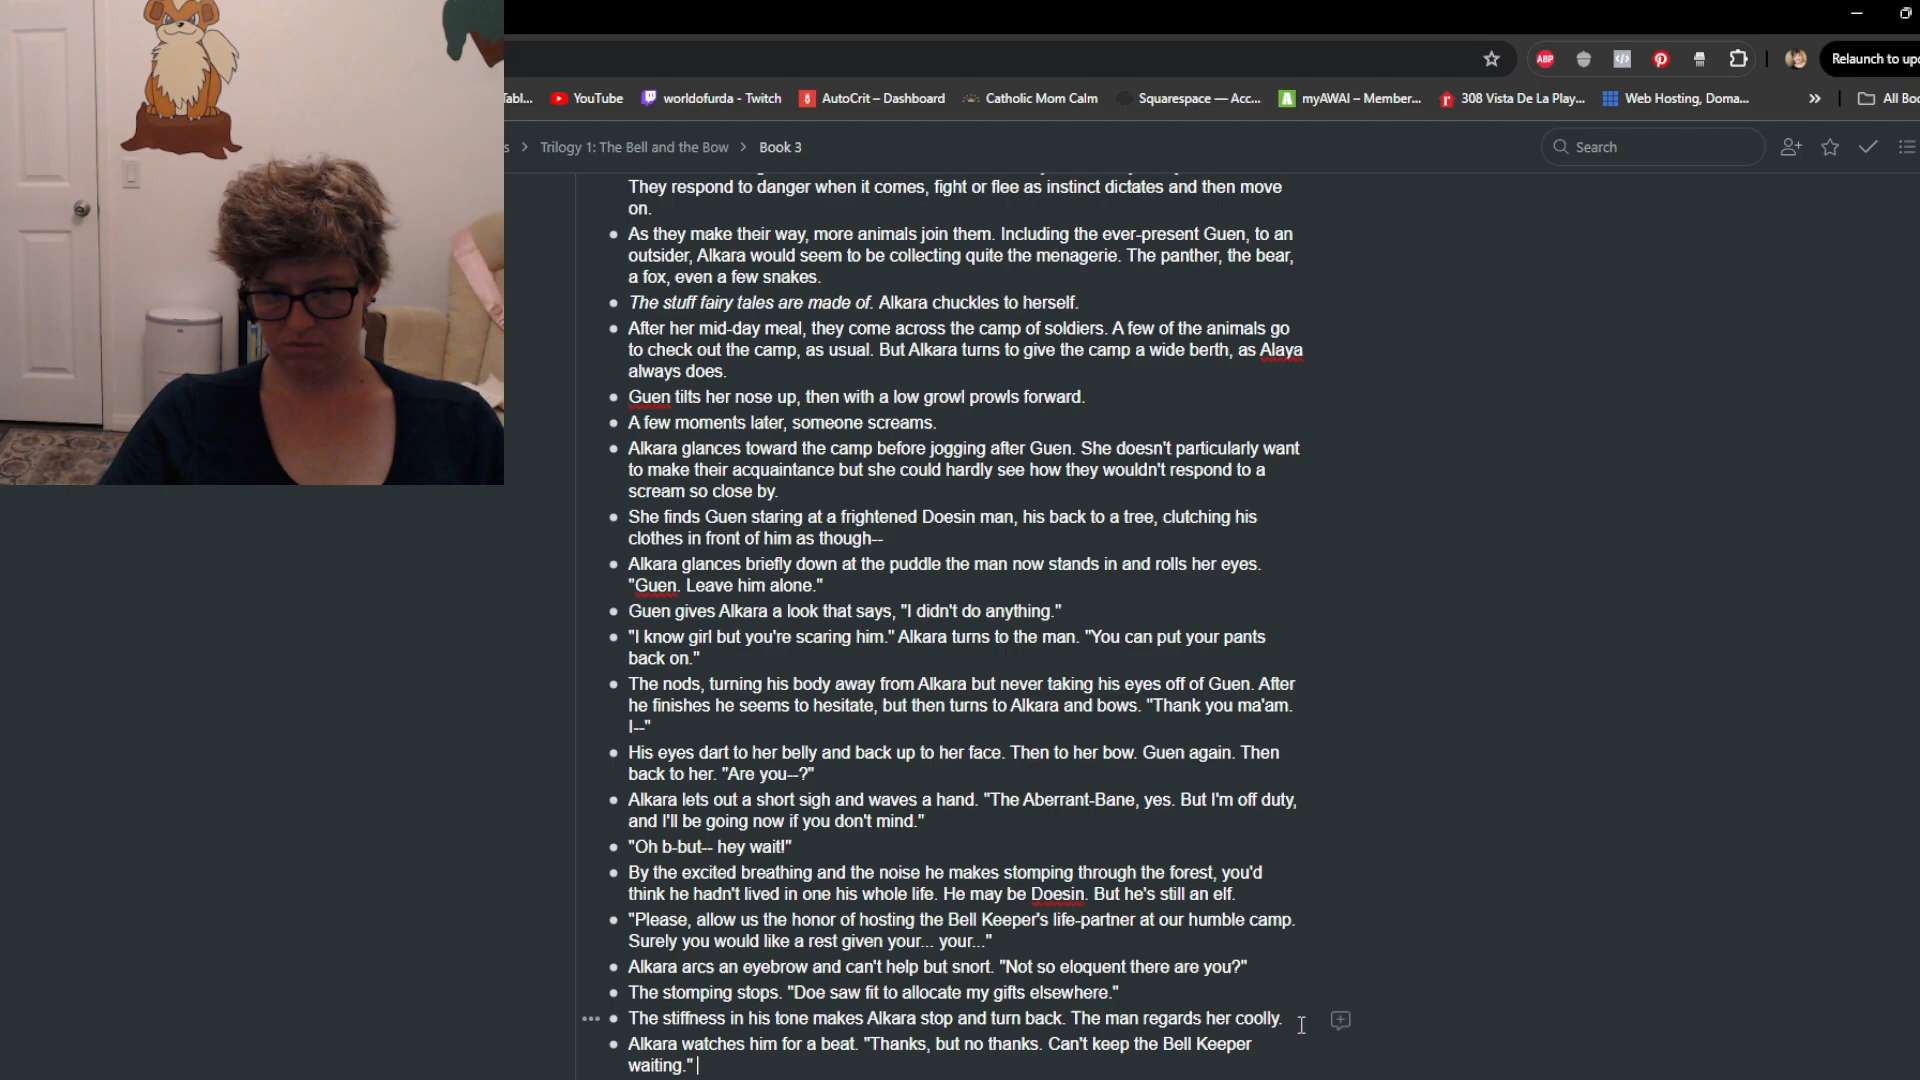 Relaunch to upd
Tabl...
YouTube
worldofurda - Twitch
AutoCrit – Dashboard
Catholic Mom Calm
Squarespace — Acc...
myAWAI – Member...
308 Vista De La Play...
Web Hosting, Doma...
»
All Boo
s > Trilogy 1: The Bell and the Bow > Book 3
Search
They respond to danger when it comes, fight or flee as instinct dictates and then move
on.
As they make their way, more animals join them. Including the ever-present Guen, to an
outsider, Alkara would seem to be collecting quite the menagerie. The panther, the bear,
a fox, even a few snakes.
The stuff fairy tales are made of. Alkara chuckles to herself.
After her mid-day meal, they come across the camp of soldiers. A few of the animals go
to check out the camp, as usual. But Alkara turns to give the camp a wide berth, as Alaya
always does.
Guen tilts her nose up, then with a low growl prowls forward.
A few moments later, someone screams.
Alkara glances toward the camp before jogging after Guen. She doesn't particularly want
to make their acquaintance but she could hardly see how they wouldn't respond to a
scream so close by.
She finds Guen staring at a frightened Doesin man, his back to a tree, clutching his
clothes in front of him as though--
Alkara glances briefly down at the puddle the man now stands in and rolls her eyes.
"Guen. Leave him alone."
Guen gives Alkara a look that says, "I didn't do anything."
"I know girl but you're scaring him." Alkara turns to the man. "You can put your pants
back on."
The nods, turning his body away from Alkara but never taking his eyes off of Guen. After
he finishes he seems to hesitate, but then turns to Alkara and bows. "Thank you ma'am.
I--"
His eyes dart to her belly and back up to her face. Then to her bow. Guen again. Then
back to her. "Are you--?"
Alkara lets out a short sigh and waves a hand. "The Aberrant-Bane, yes. But I'm off duty,
and I'll be going now if you don't mind."
"Oh b-but-- hey wait!"
By the excited breathing and the noise he makes stomping through the forest, you'd
think he hadn't lived in one his whole life. He may be Doesin. But he's still an elf.
"Please, allow us the honor of hosting the Bell Keeper's life-partner at our humble camp.
Surely you would like a rest given your... your..."
Alkara arcs an eyebrow and can't help but snort. "Not so eloquent there are you?"
The stomping stops. "Doe saw fit to allocate my gifts elsewhere."
The stiffness in his tone makes Alkara stop and turn back. The man regards her coolly.
Alkara watches him for a beat. "Thanks, but no thanks. Can't keep the Bell Keeper
waiting."